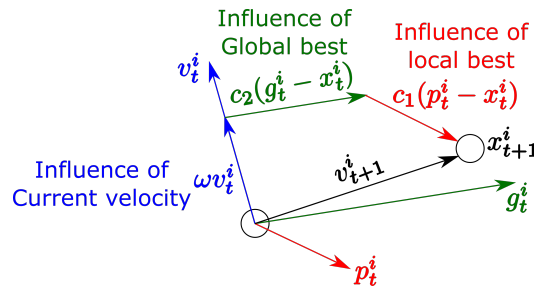 Influence of
Global best
Influence of
local best
v_t^i
c_2(g_t^i − x_t^i)
c_1(p_t^i − x_t^i)
x_{t+1}^i
Influence of
Current velocity
ωv_t^i
v_{t+1}^i
g_t^i
p_t^i